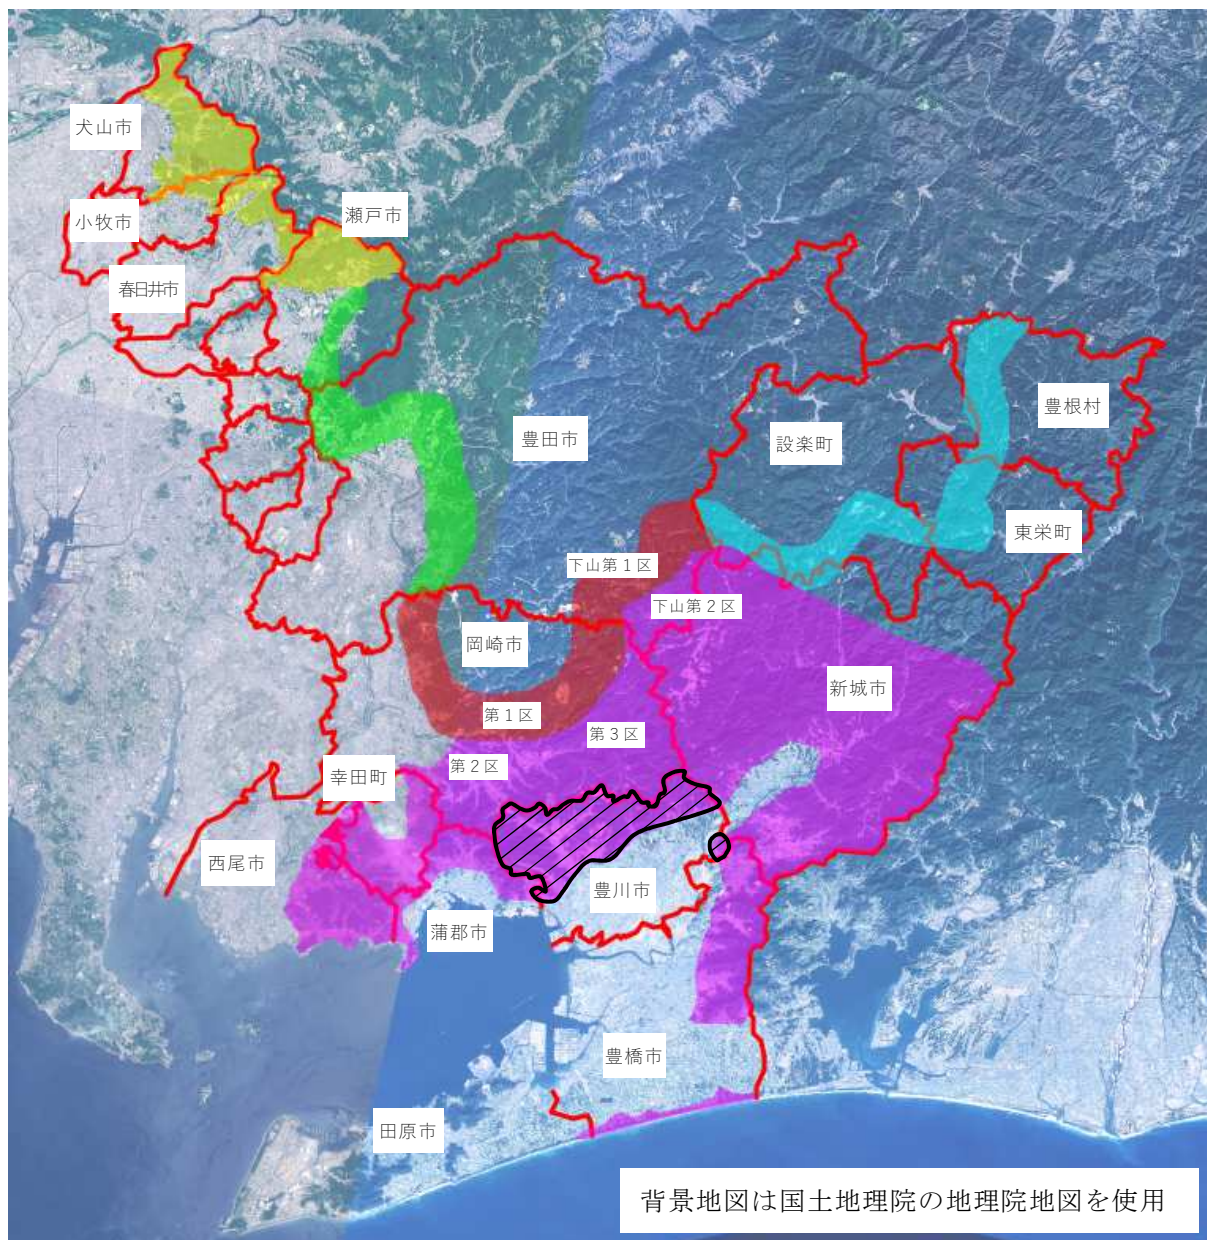 犬山市
瀬戸市
小牧市
春日井市
豊根村
豊田市
設楽町
東栄町
下山第1区
下山第2区
岡崎市
新城市
第1区
第3区
第2区
幸田町
西尾市
豊川市
蒲郡市
豊橋市
田原市
背景地図は国土地理院の地理院地図を使用